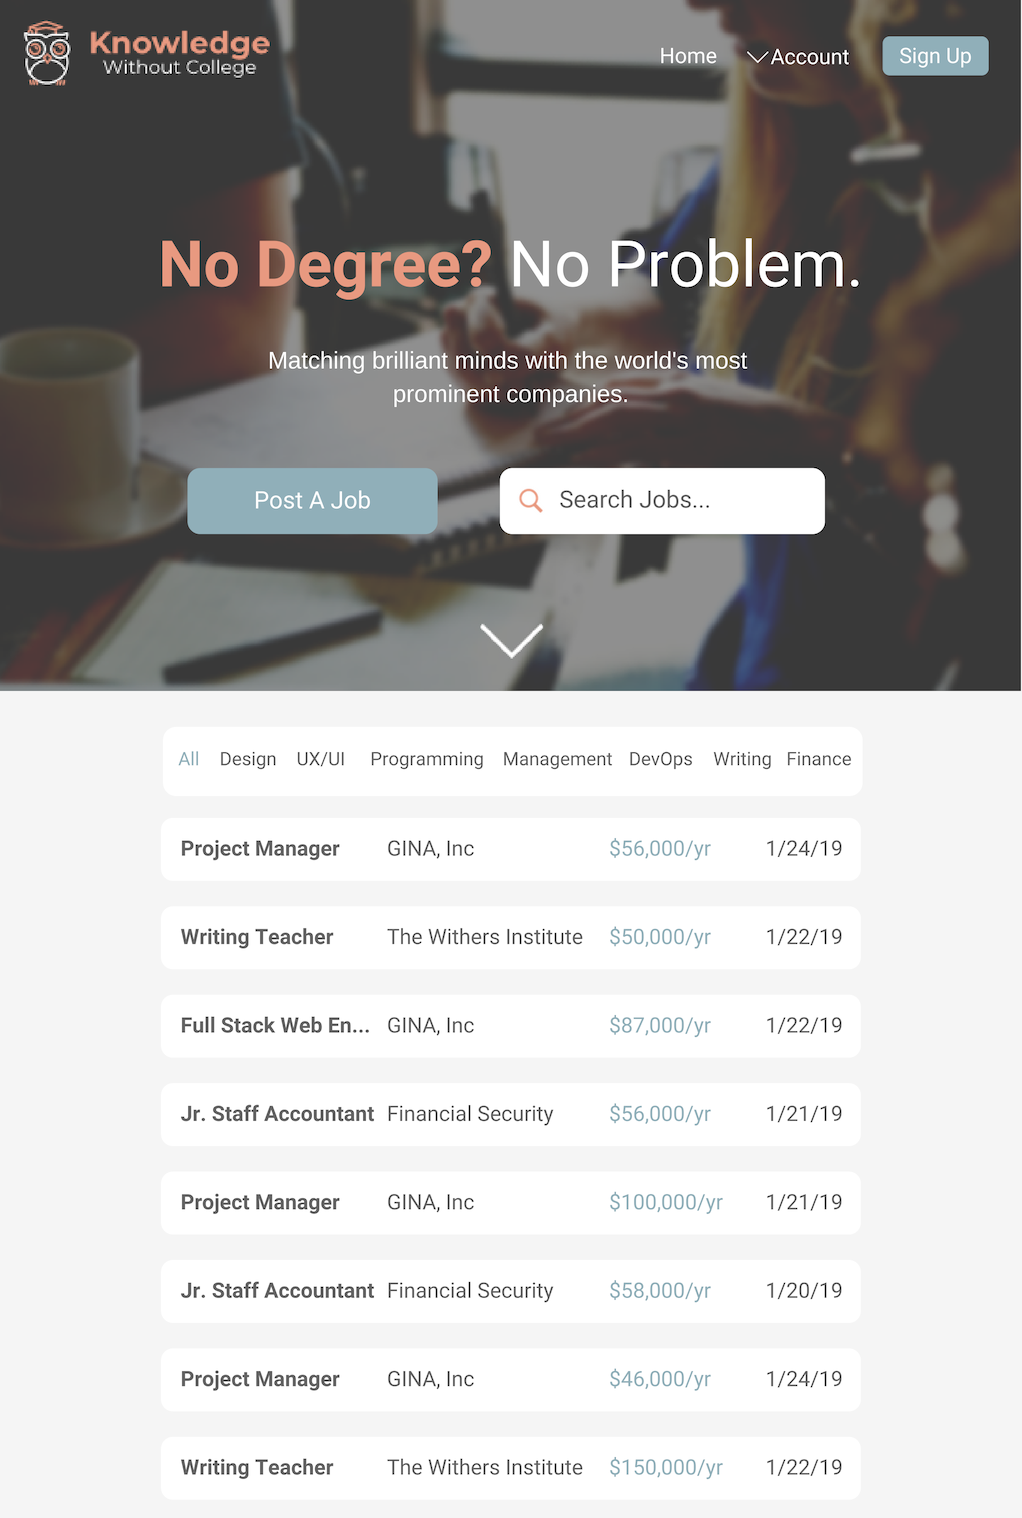 Knowledge
Without College
Home
Account
Sign Up
No Degree? No Problem.
Matching brilliant minds with the world's most
prominent companies.
Post A Job
Search Jobs...
All Design UX/UI Programming Management DevOps Writing Finance
Project Manager GINA, Inc $56,000/yr 1/24/19
Writing Teacher The Withers Institute $50,000/yr 1/22/19
Full Stack Web En... GINA, Inc $87,000/yr 1/22/19
Jr. Staff Accountant Financial Security $56,000/yr 1/21/19
Project Manager GINA, Inc $100,000/yr 1/21/19
Jr. Staff Accountant Financial Security $58,000/yr 1/20/19
Project Manager GINA, Inc $46,000/yr 1/24/19
Writing Teacher The Withers Institute $150,000/yr 1/22/19